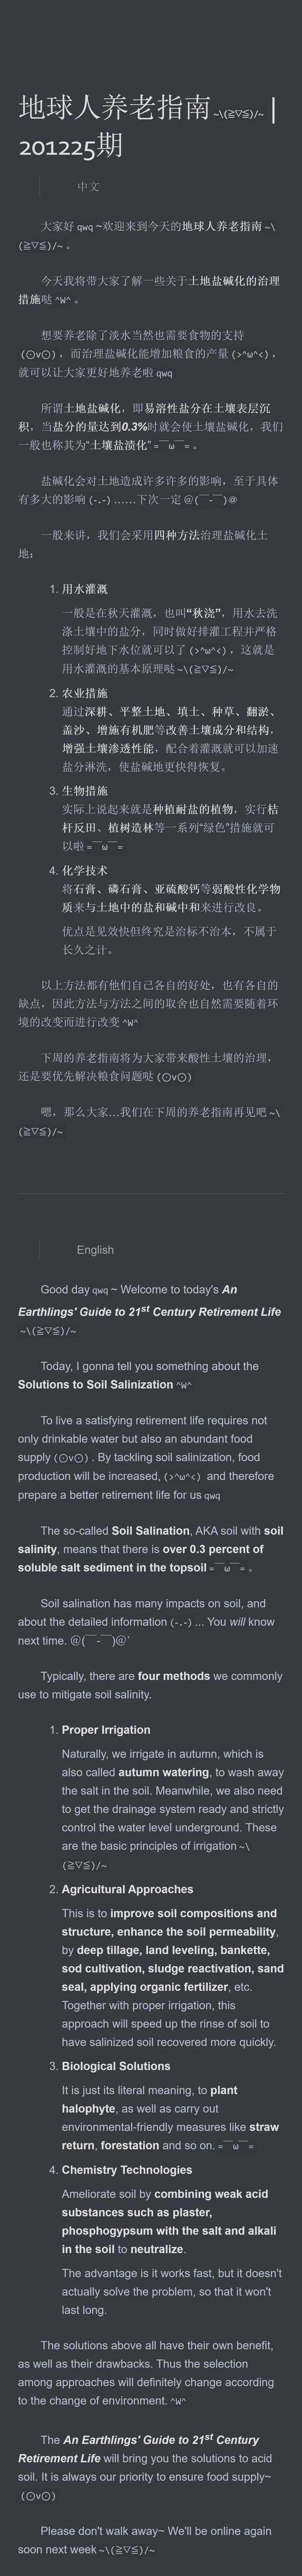 地球人养老指南 ~\(≧▽≦)/~ |
201225期
中文
大家好 qwq ~欢迎来到今天的地球人养老指南 ~\
(≧▽≦)/~ 。
今天我将带大家了解一些关于土地盐碱化的治理
措施哒 ^W^ 。
想要养老除了淡水当然也需要食物的支持
(⊙v⊙) ，而治理盐碱化能增加粮食的产量 (>^ω^<) ，
就可以让大家更好地养老啦 qwq
所谓土地盐碱化，即易溶性盐分在土壤表层沉
积，当盐分的量达到0.3%时就会使土壤盐碱化，我们
一般也称其为“土壤盐渍化” =￣ω￣= 。
盐碱化会对土地造成许多许多的影响，至于具体
有多大的影响 (-.-) ……下次一定 @(￣-￣)@
一般来讲，我们会采用四种方法治理盐碱化土
地：
1. 用水灌溉
一般是在秋天灌溉，也叫“秋浇”，用水去洗
涤土壤中的盐分，同时做好排灌工程并严格
控制好地下水位就可以了 (>^ω^<) ，这就是
用水灌溉的基本原理哒 ~\(≧▽≦)/~
2. 农业措施
通过深耕、平整土地、填土、种草、翻淤、
盖沙、增施有机肥等改善土壤成分和结构，
增强土壤渗透性能，配合着灌溉就可以加速
盐分淋洗，使盐碱地更快得恢复。
3. 生物措施
实际上说起来就是种植耐盐的植物，实行桔
杆反田、植树造林等一系列“绿色”措施就可
以啦 =￣ω￣=
4. 化学技术
将石膏、磷石膏、亚硫酸钙等弱酸性化学物
质来与土地中的盐和碱中和来进行改良。
优点是见效快但终究是治标不治本，不属于
长久之计。
以上方法都有他们自己各自的好处，也有各自的
缺点，因此方法与方法之间的取舍也自然需要随着环
境的改变而进行改变 ^W^
下周的养老指南将为大家带来酸性土壤的治理，
还是要优先解决粮食问题哒 (⊙v⊙)
嗯，那么大家…我们在下周的养老指南再见吧 ~\
(≧▽≦)/~
English
Good day qwq ~ Welcome to today's An
Earthlings' Guide to 21st Century Retirement Life
~\(≧▽≦)/~
Today, I gonna tell you something about the
Solutions to Soil Salinization ^W^
To live a satisfying retirement life requires not
only drinkable water but also an abundant food
supply (⊙v⊙) . By tackling soil salinization, food
production will be increased, (>^ω^<) and therefore
prepare a better retirement life for us qwq
The so-called Soil Salination, AKA soil with soil
salinity, means that there is over 0.3 percent of
soluble salt sediment in the topsoil =￣ω￣= 。
Soil salination has many impacts on soil, and
about the detailed information (-.-) ... You will know
next time. @(￣-￣)@`
Typically, there are four methods we commonly
use to mitigate soil salinity.
1. Proper Irrigation
Naturally, we irrigate in autumn, which is
also called autumn watering, to wash away
the salt in the soil. Meanwhile, we also need
to get the drainage system ready and strictly
control the water level underground. These
are the basic principles of irrigation ~\
(≧▽≦)/~
2. Agricultural Approaches
This is to improve soil compositions and
structure, enhance the soil permeability,
by deep tillage, land leveling, bankette,
sod cultivation, sludge reactivation, sand
seal, applying organic fertilizer, etc.
Together with proper irrigation, this
approach will speed up the rinse of soil to
have salinized soil recovered more quickly.
3. Biological Solutions
It is just its literal meaning, to plant
halophyte, as well as carry out
environmental-friendly measures like straw
return, forestation and so on. =￣ω￣=
4. Chemistry Technologies
Ameliorate soil by combining weak acid
substances such as plaster,
phosphogypsum with the salt and alkali
in the soil to neutralize.
The advantage is it works fast, but it doesn't
actually solve the problem, so that it won't
last long.
The solutions above all have their own benefit,
as well as their drawbacks. Thus the selection
among approaches will definitely change according
to the change of environment. ^W^
The An Earthlings' Guide to 21st Century
Retirement Life will bring you the solutions to acid
soil. It is always our priority to ensure food supply~
(⊙v⊙)
Please don't walk away~ We'll be online again
soon next week ~\(≧▽≦)/~